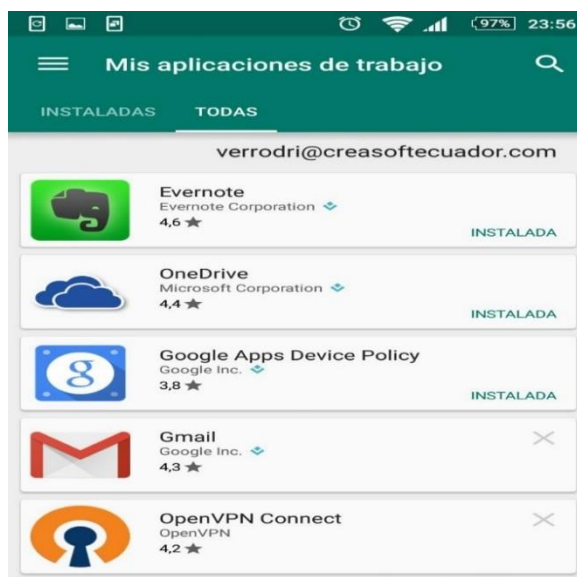 97% 23:56
Mis aplicaciones de trabajo
INSTALADAS TODAS
verrodri@creasoftecuador.com
Evernote
Evernote Corporation
4,6
INSTALADA
OneDrive
Microsoft Corporation
4,4
INSTALADA
Google Apps Device Policy
Google Inc.
3,8
INSTALADA
Gmail
Google Inc.
4,3
OpenVPN Connect
OpenVPN
4,2